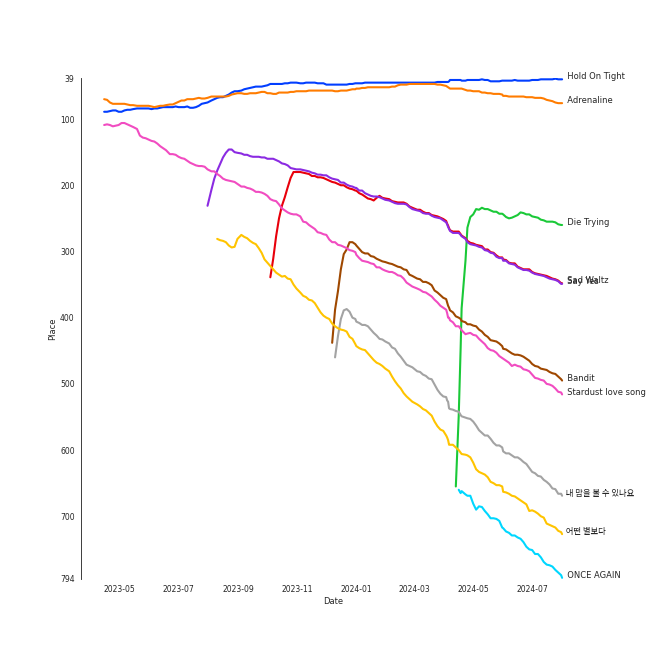 39
100
200
300
400
500
600
700
794
Place
2023-05
2023-07
2023-09
2023-11
2024-01
2024-03
2024-05
2024-07
Date
Hold On Tight
Adrenaline
Die Trying
Sad Waltz
Say Yes
Bandit
Stardust love song
내 맘을 볼 수 있나요
어떤 별보다
ONCE AGAIN